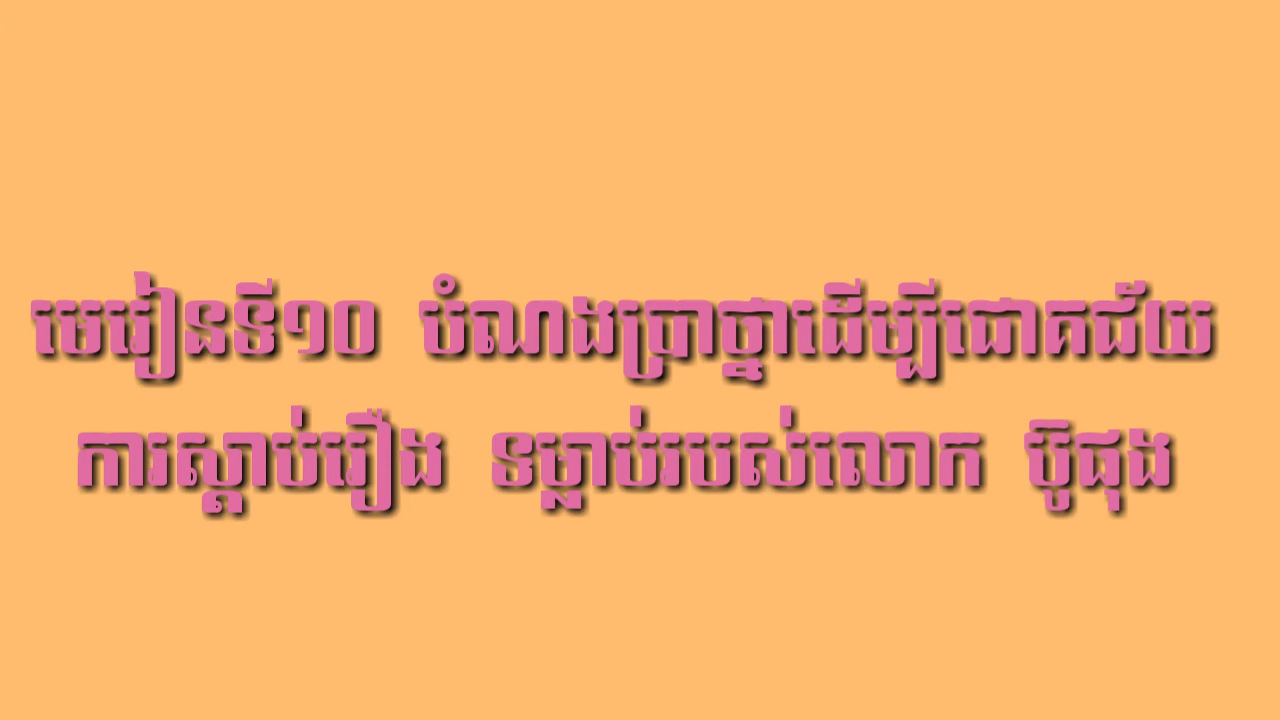 មេរៀនទី១០ បំណងប្រាថ្នាដើម្បីជោគជ័យ
ការស្តាប់រឿង ទម្លាប់របស់លោក ប៊ូផុង